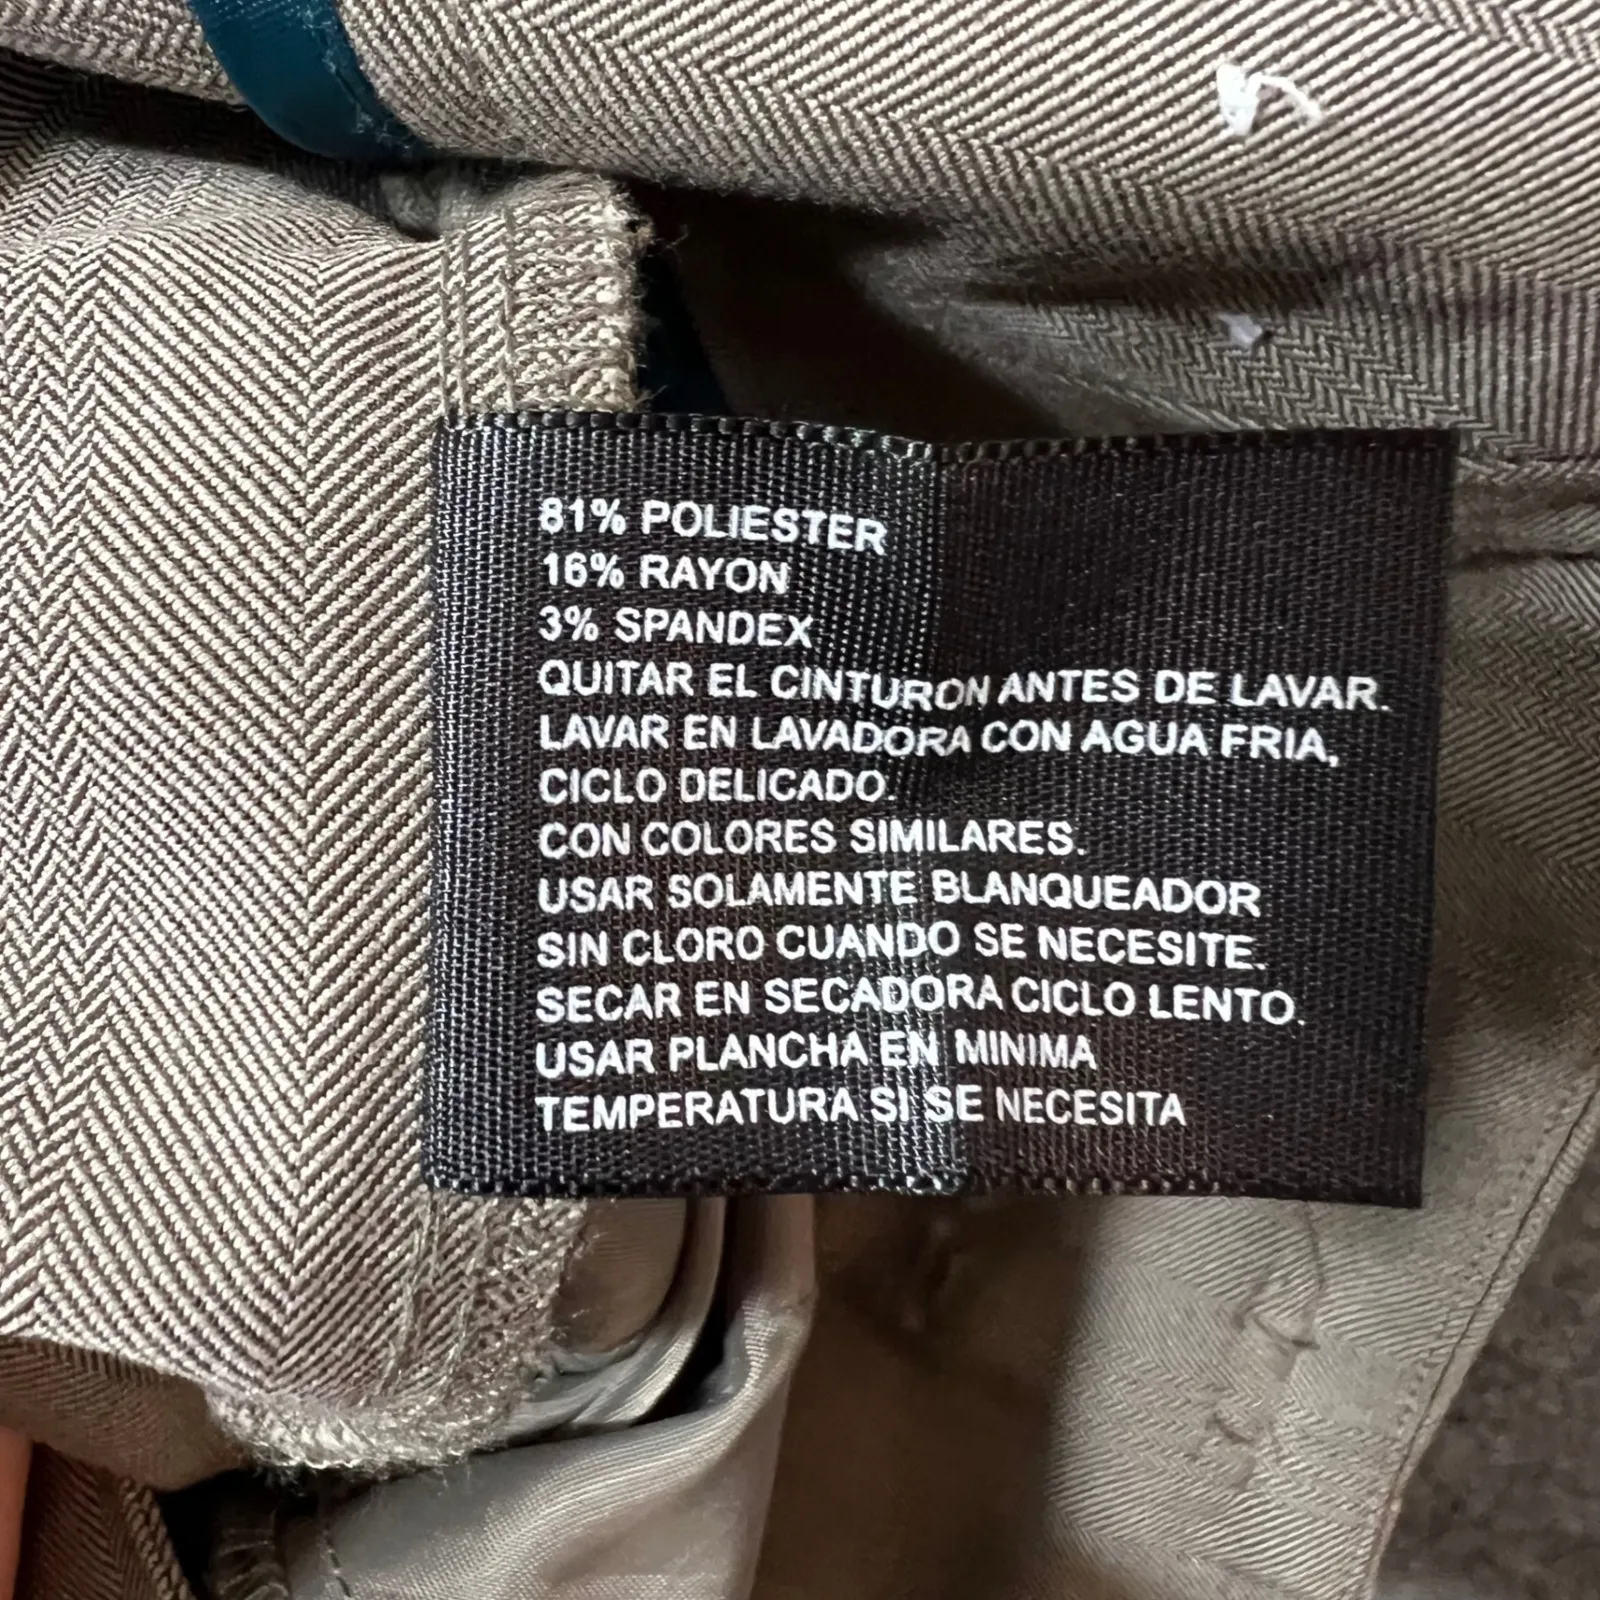 81% POLIESTER
16% RAYON
3% SPANDEX
QUITAR EL CINTURON ANTES DE LAVAR.
LAVAR EN LAVADORA CON AGUA FRIA,
CICLO DELICADO.
CON COLORES SIMILARES.
USAR SOLAMENTE BLANQUEADOR
SIN CLORO CUANDO SE NECESITE.
SECAR EN SECADORA CICLO LENTO.
USAR PLANCHA EN MINIMA
TEMPERATURA SI SE NECESITA